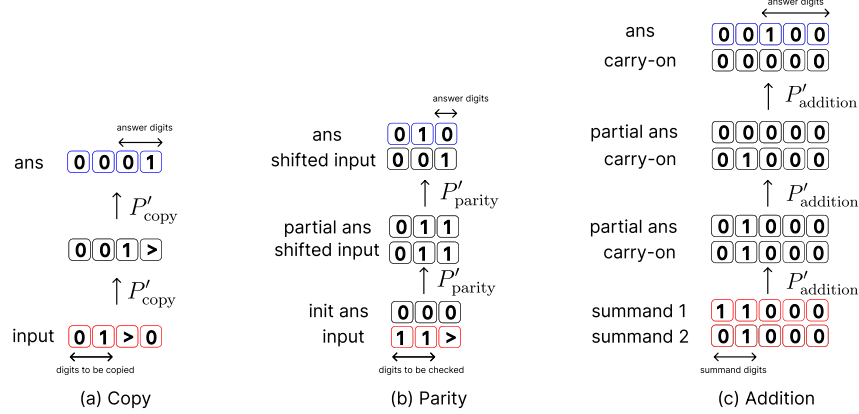 answer digits
ans 0 0 0 1
P′copy
0 0 1 >
P′copy
input 0 1 > 0
digits to be copied
(a) Copy
answer digits
ans 0 1 0
shifted input 0 0 1
P′parity
partial ans 0 1 1
shifted input 0 1 1
P′parity
init ans 0 0 0
input 1 1 >
digits to be checked
(b) Parity
answer digits
ans 0 0 1 0 0
carry-on 0 0 0 0 0
P′addition
partial ans 0 0 0 0 0
carry-on 0 1 0 0 0
P′addition
partial ans 0 1 0 0 0
carry-on 0 1 0 0 0
P′addition
summand 1 1 1 0 0 0
summand 2 0 1 0 0 0
summand digits
(c) Addition